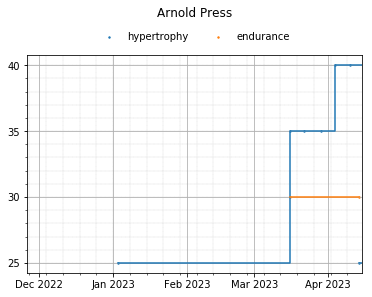 Arnold Press
hypertrophy endurance
40
35
30
25
Dec 2022 Jan 2023 Feb 2023 Mar 2023 Apr 2023